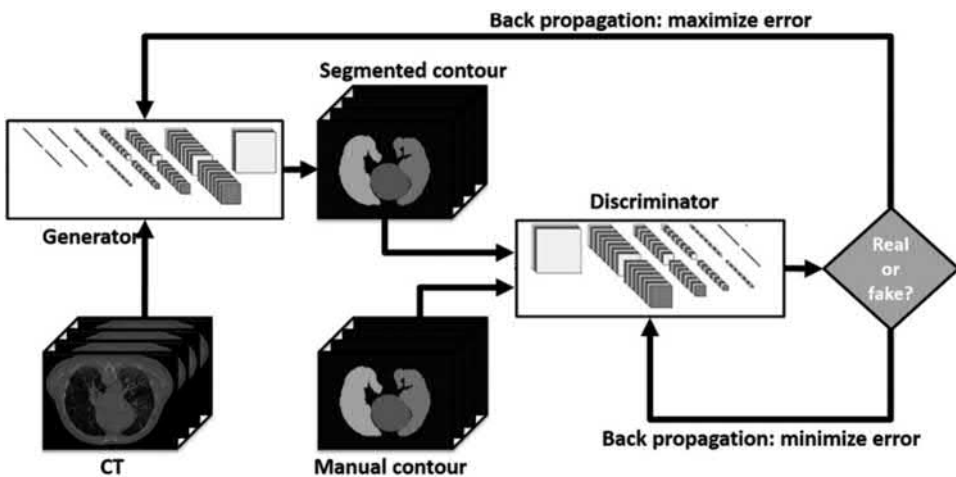 Back propagation: maximize error
Segmented contour
Generator
Discriminator
Real
or
fake?
CT
Manual contour
Back propagation: minimize error